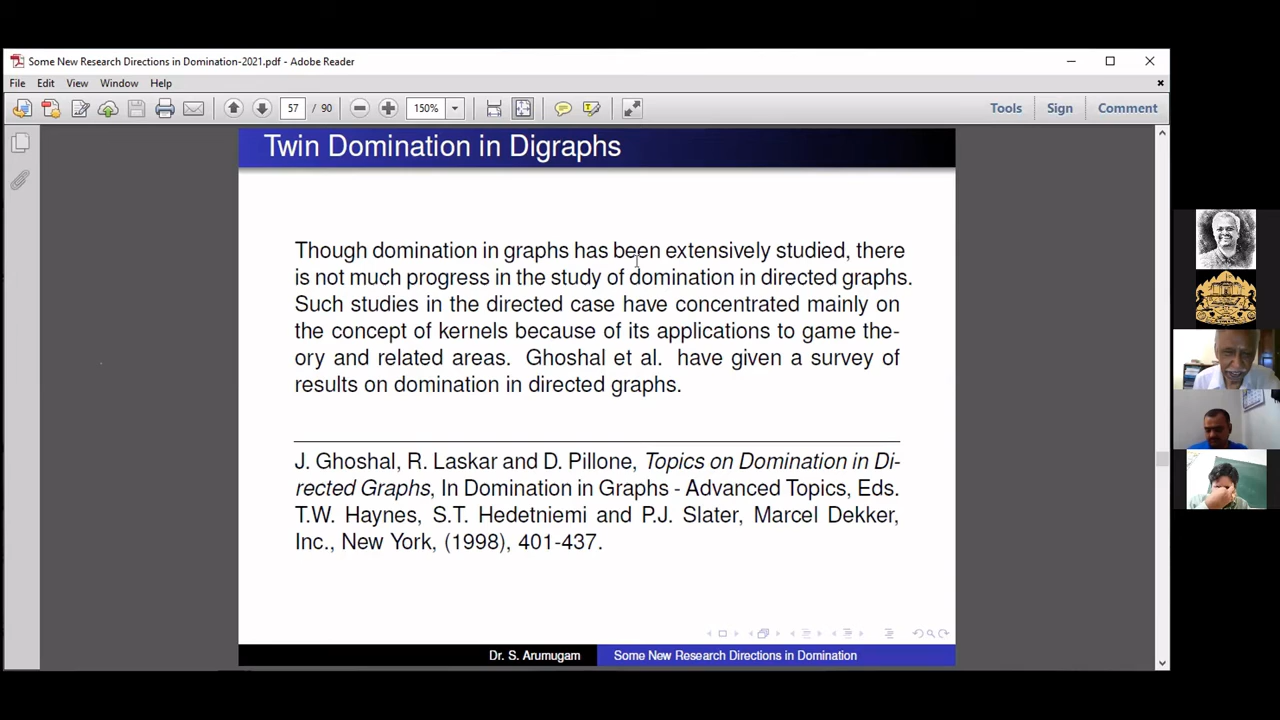 Some New Research Directions in Domination-2021.pdf - Adobe Reader
File Edit View Window Help
57 / 90 150% Tools Sign Comment
Twin Domination in Digraphs
Though domination in graphs has been extensively studied, there
is not much progress in the study of domination in directed graphs.
Such studies in the directed case have concentrated mainly on
the concept of kernels because of its applications to game the-
ory and related areas. Ghoshal et al. have given a survey of
results on domination in directed graphs.
J. Ghoshal, R. Laskar and D. Pillone, Topics on Domination in Di-
rected Graphs, In Domination in Graphs - Advanced Topics, Eds.
T.W. Haynes, S.T. Hedetniemi and P.J. Slater, Marcel Dekker,
Inc., New York, (1998), 401-437.
Dr. S. Arumugam Some New Research Directions in Domination